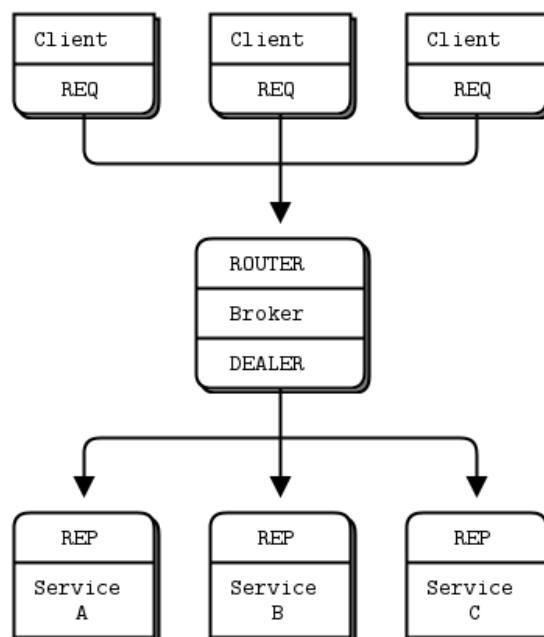 Client Client Client
REQ REQ REQ
ROUTER
Broker
DEALER
REP REP REP
Service Service Service
A B C